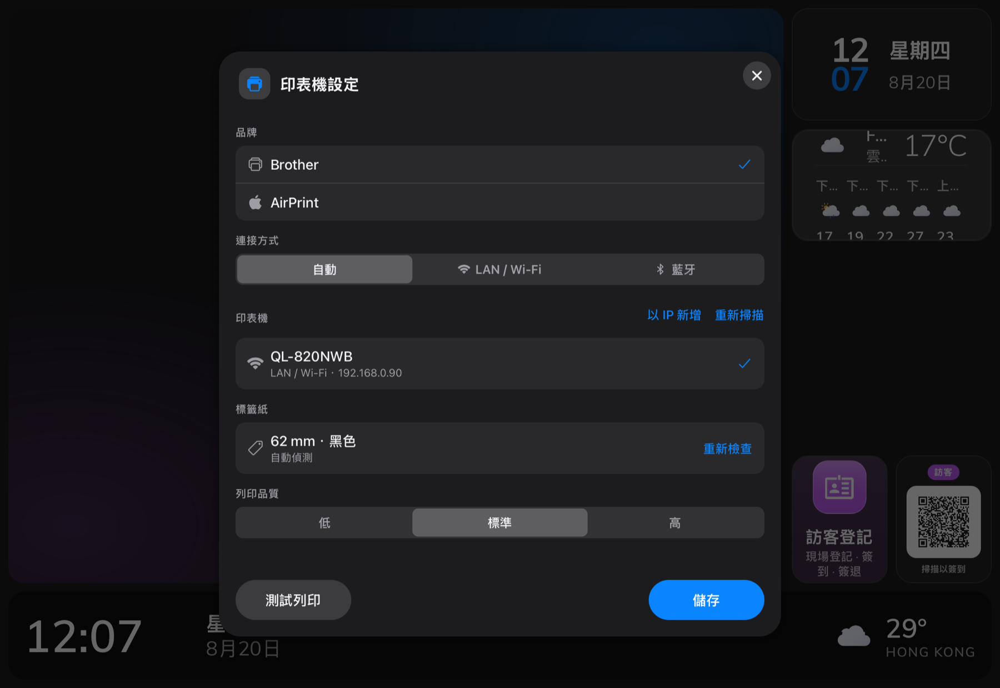 印表機設定
品牌
Brother
AirPrint
連接方式
自動
LAN / Wi-Fi
藍牙
印表機
以 IP 新增
重新掃描
QL-820NWB
LAN / Wi-Fi · 192.168.0.90
標籤紙
62 mm · 黑色
自動偵測
重新檢查
列印品質
低
標準
高
測試列印
儲存
12
07
星期四
8月20日
雲..
17°C
下... 下... 下... 下... 上...
17 19 22 27 23
訪客登記
現場登記 · 簽
到 · 簽退
訪客
掃描以簽到
12:07
星
8月20日
29°
HONG KONG